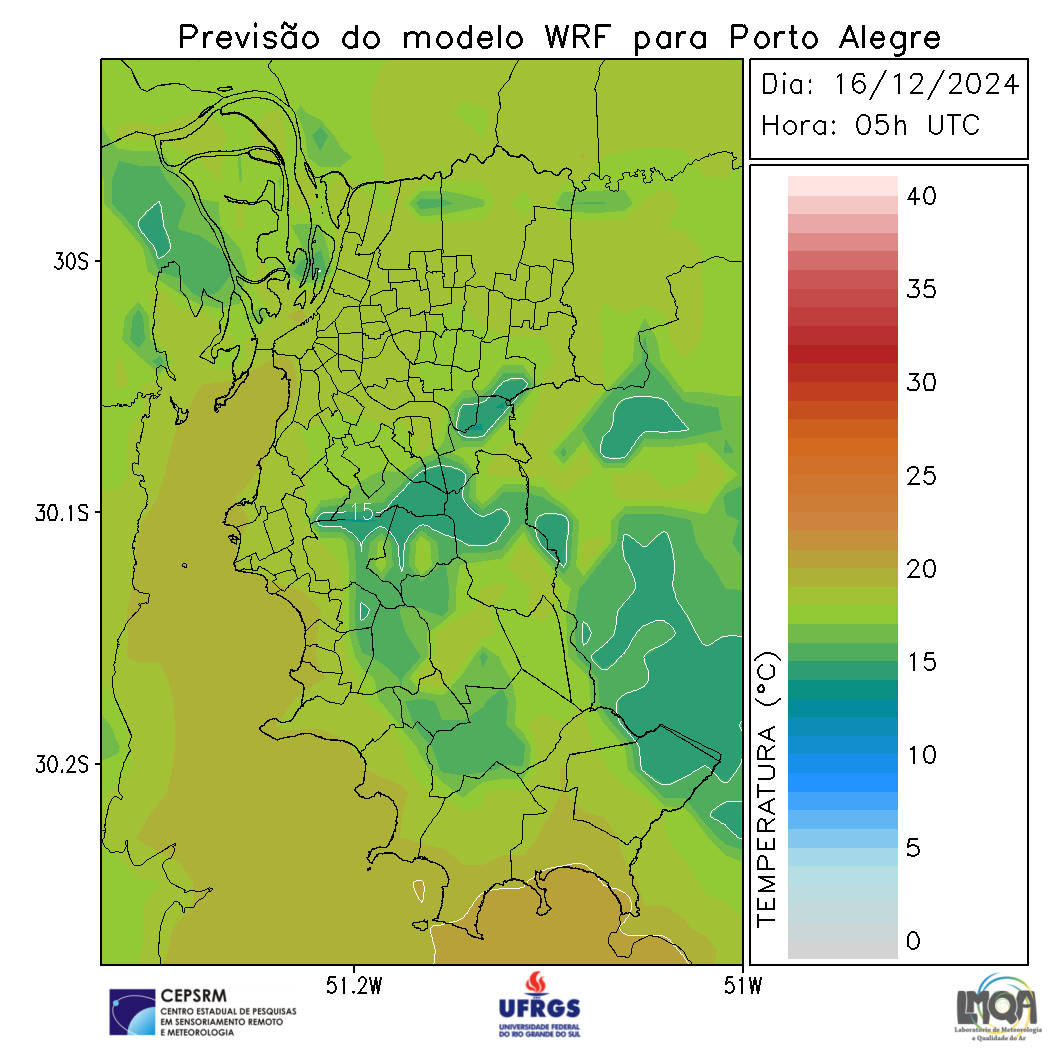 Previsão do modelo WRF para Porto Alegre
Dia: 16/12/2024
Hora: 05h UTC
30S
30.1S
30.2S
51.2W
51W
15
TEMPERATURA (°C)
40
35
30
25
20
15
10
5
0
CEPSRM
CENTRO ESTADUAL DE PESQUISAS
EM SENSORIAMENTO REMOTO
E METEOROLOGIA
UFRGS
UNIVERSIDADE FEDERAL
DO RIO GRANDE DO SUL
LMQA
Laboratório de Meteorologia
e Qualidade do Ar